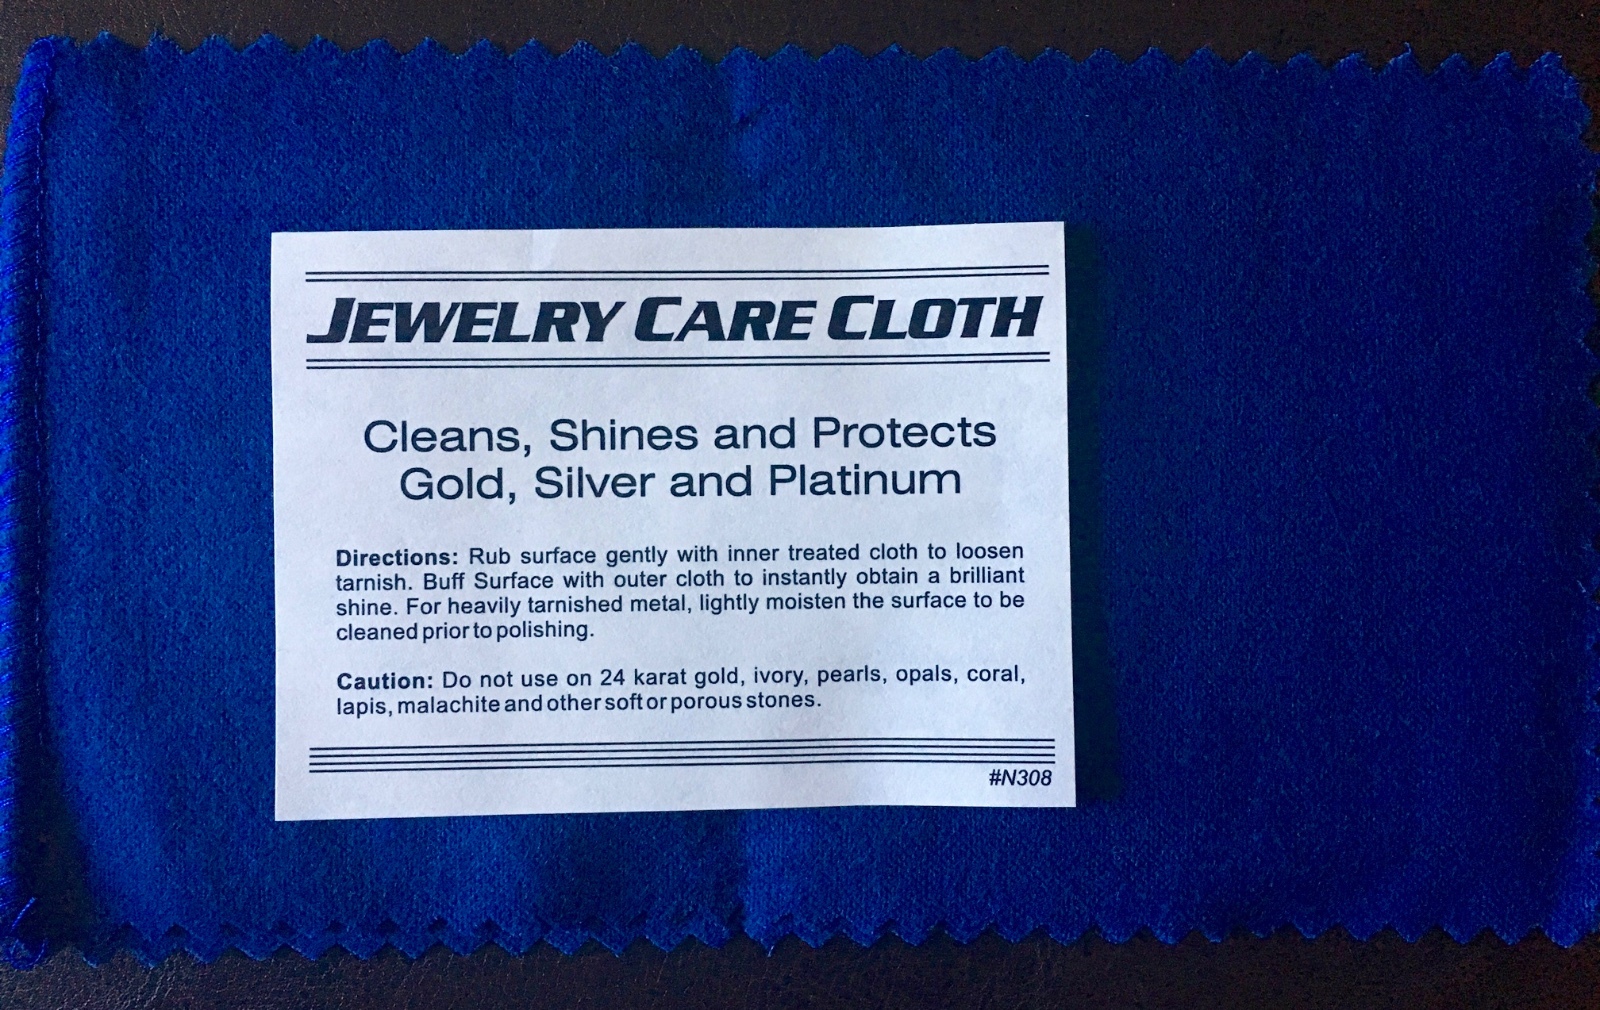 JEWELRY CARE CLOTH
Cleans, Shines and Protects
Gold, Silver and Platinum
Directions: Rub surface gently with inner treated cloth to loosen
tarnish. Buff Surface with outer cloth to instantly obtain a brilliant
shine. For heavily tarnished metal, lightly moisten the surface to be
cleaned prior to polishing.
Caution: Do not use on 24 karat gold, ivory, pearls, opals, coral,
lapis, malachite and other soft or porous stones.
#N308